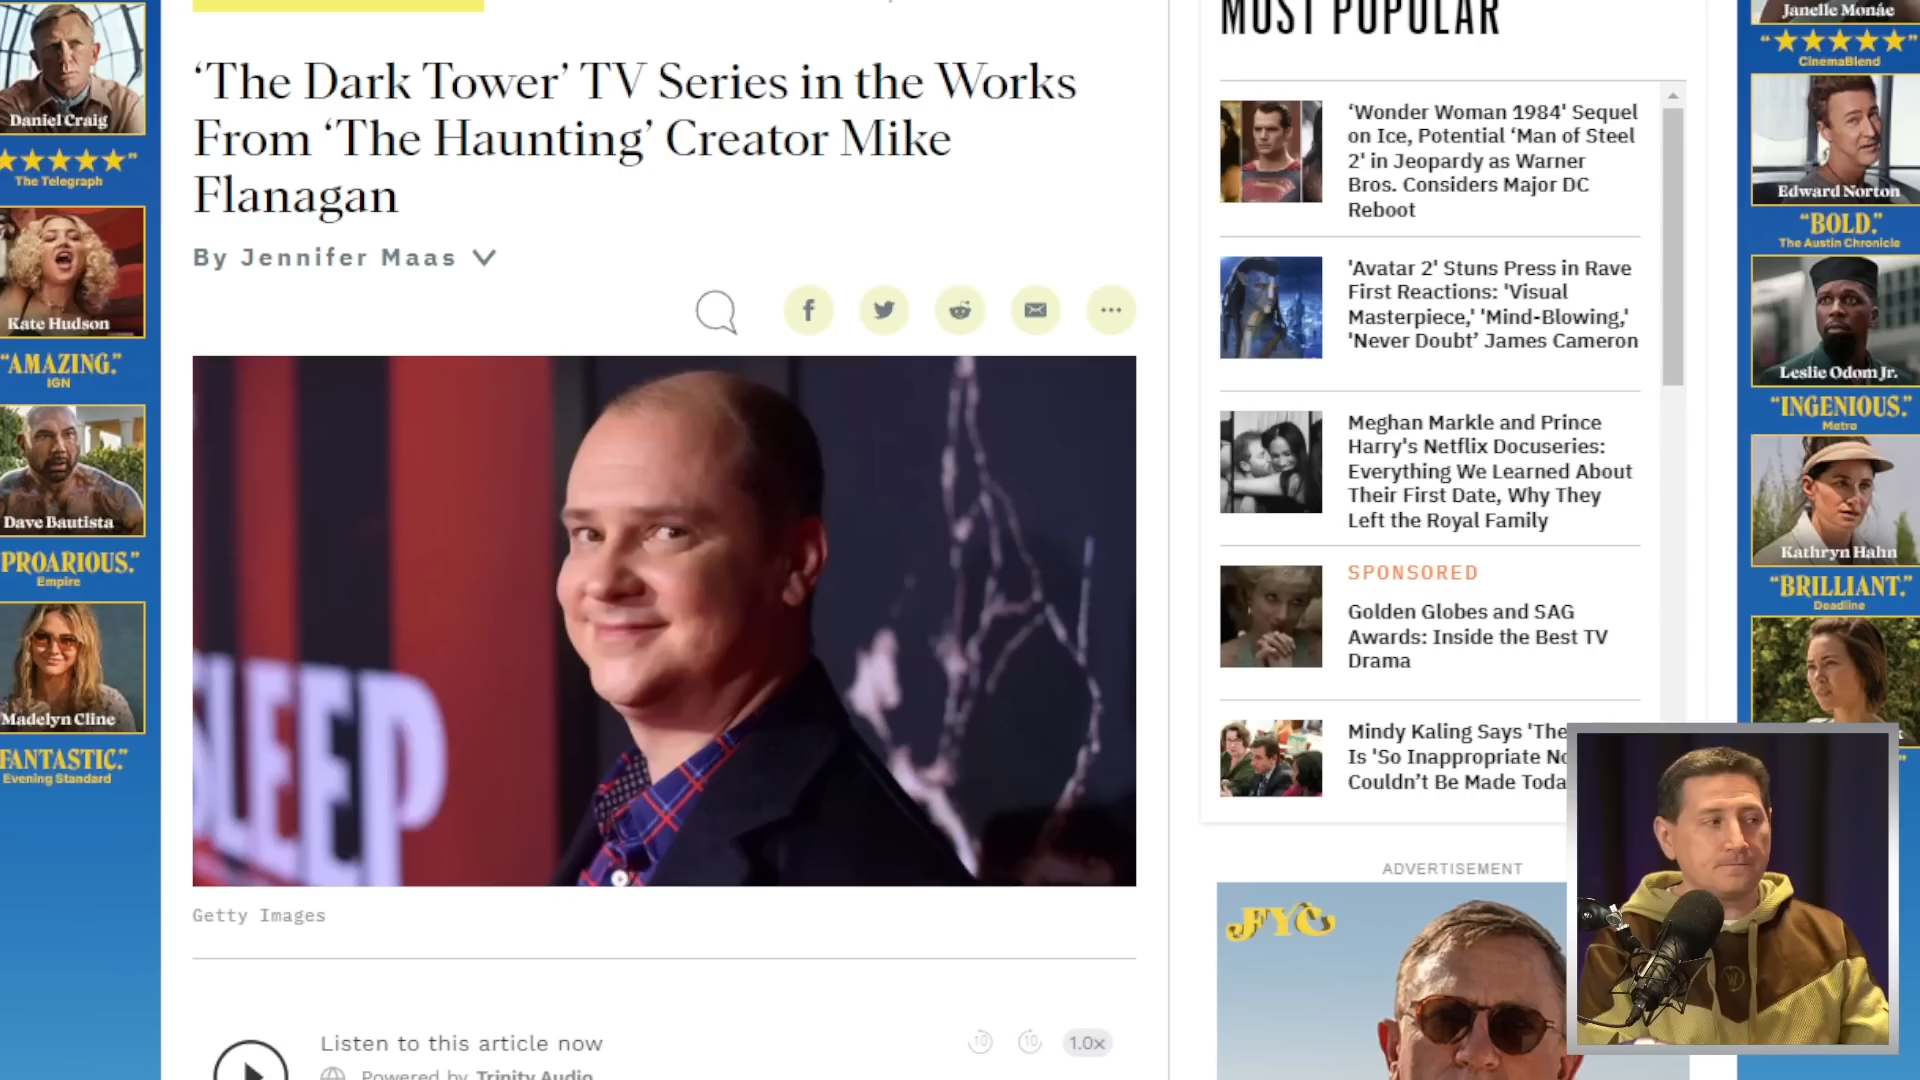 ‘The Dark Tower’ TV Series in the Works
From ‘The Haunting’ Creator Mike
Flanagan
By Jennifer Maas
SLEEP
Getty Images
Listen to this article now
10
10
1.0x
Powered by Trinity Audio
MOST POPULAR
‘Wonder Woman 1984' Sequel
on Ice, Potential ‘Man of Steel
2' in Jeopardy as Warner
Bros. Considers Major DC
Reboot
'Avatar 2' Stuns Press in Rave
First Reactions: 'Visual
Masterpiece,' 'Mind-Blowing,'
'Never Doubt’ James Cameron
Meghan Markle and Prince
Harry's Netflix Docuseries:
Everything We Learned About
Their First Date, Why They
Left the Royal Family
SPONSORED
Golden Globes and SAG
Awards: Inside the Best TV
Drama
Mindy Kaling Says 'The
Is 'So Inappropriate
Couldn’t Be Made
ADVERTISEMENT
FYC
Daniel Craig
★★★★★”
The Telegraph
Kate Hudson
“AMAZING.”
IGN
Dave Bautista
PROARIOUS.”
Empire
Madelyn Cline
FANTASTIC.”
Evening Standard
Janelle Monáe
“★★★★★”
CinemaBlend
Edward Norton
“BOLD.”
The Austin Chronicle
Leslie Odom Jr.
“INGENIOUS.”
Metro
Kathryn Hahn
“BRILLIANT.”
Deadline